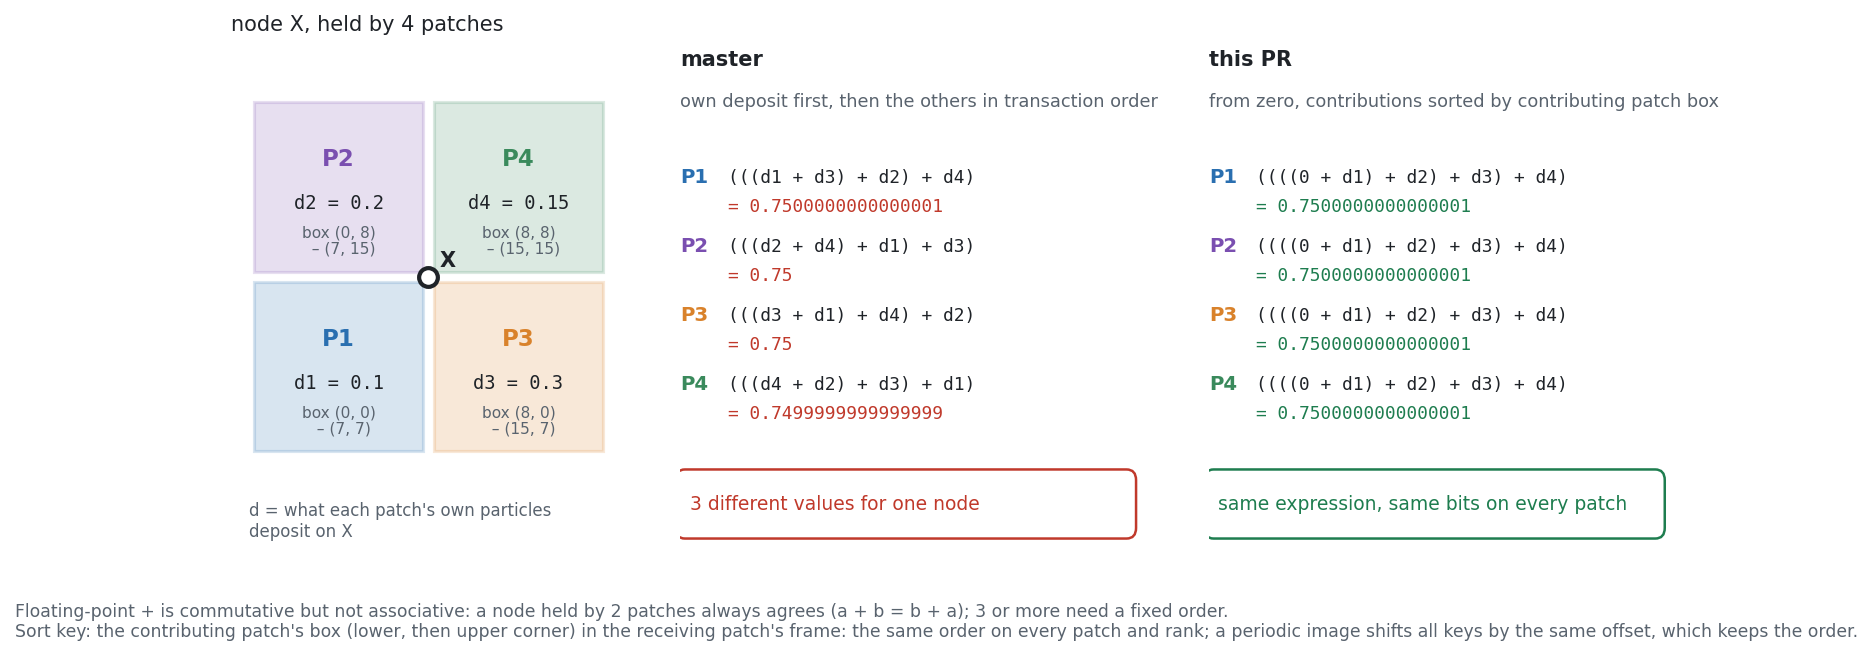 node X, held by 4 patches
P2
d2 = 0.2
box (0, 8)
– (7, 15)
P4
d4 = 0.15
box (8, 8)
– (15, 15)
X
P1
d1 = 0.1
box (0, 0)
– (7, 7)
P3
d3 = 0.3
box (8, 0)
– (15, 7)
d = what each patch's own particles
deposit on X
master
own deposit first, then the others in transaction order
P1 (((d1 + d3) + d2) + d4)
= 0.7500000000000001
P2 (((d2 + d4) + d1) + d3)
= 0.75
P3 (((d3 + d1) + d4) + d2)
= 0.75
P4 (((d4 + d2) + d3) + d1)
= 0.7499999999999999
3 different values for one node
this PR
from zero, contributions sorted by contributing patch box
P1 ((((0 + d1) + d2) + d3) + d4)
= 0.7500000000000001
P2 ((((0 + d1) + d2) + d3) + d4)
= 0.7500000000000001
P3 ((((0 + d1) + d2) + d3) + d4)
= 0.7500000000000001
P4 ((((0 + d1) + d2) + d3) + d4)
= 0.7500000000000001
same expression, same bits on every patch
Floating-point + is commutative but not associative: a node held by 2 patches always agrees (a + b = b + a); 3 or more need a fixed order.
Sort key: the contributing patch's box (lower, then upper corner) in the receiving patch's frame: the same order on every patch and rank; a periodic image shifts all keys by the same offset, which keeps the order.